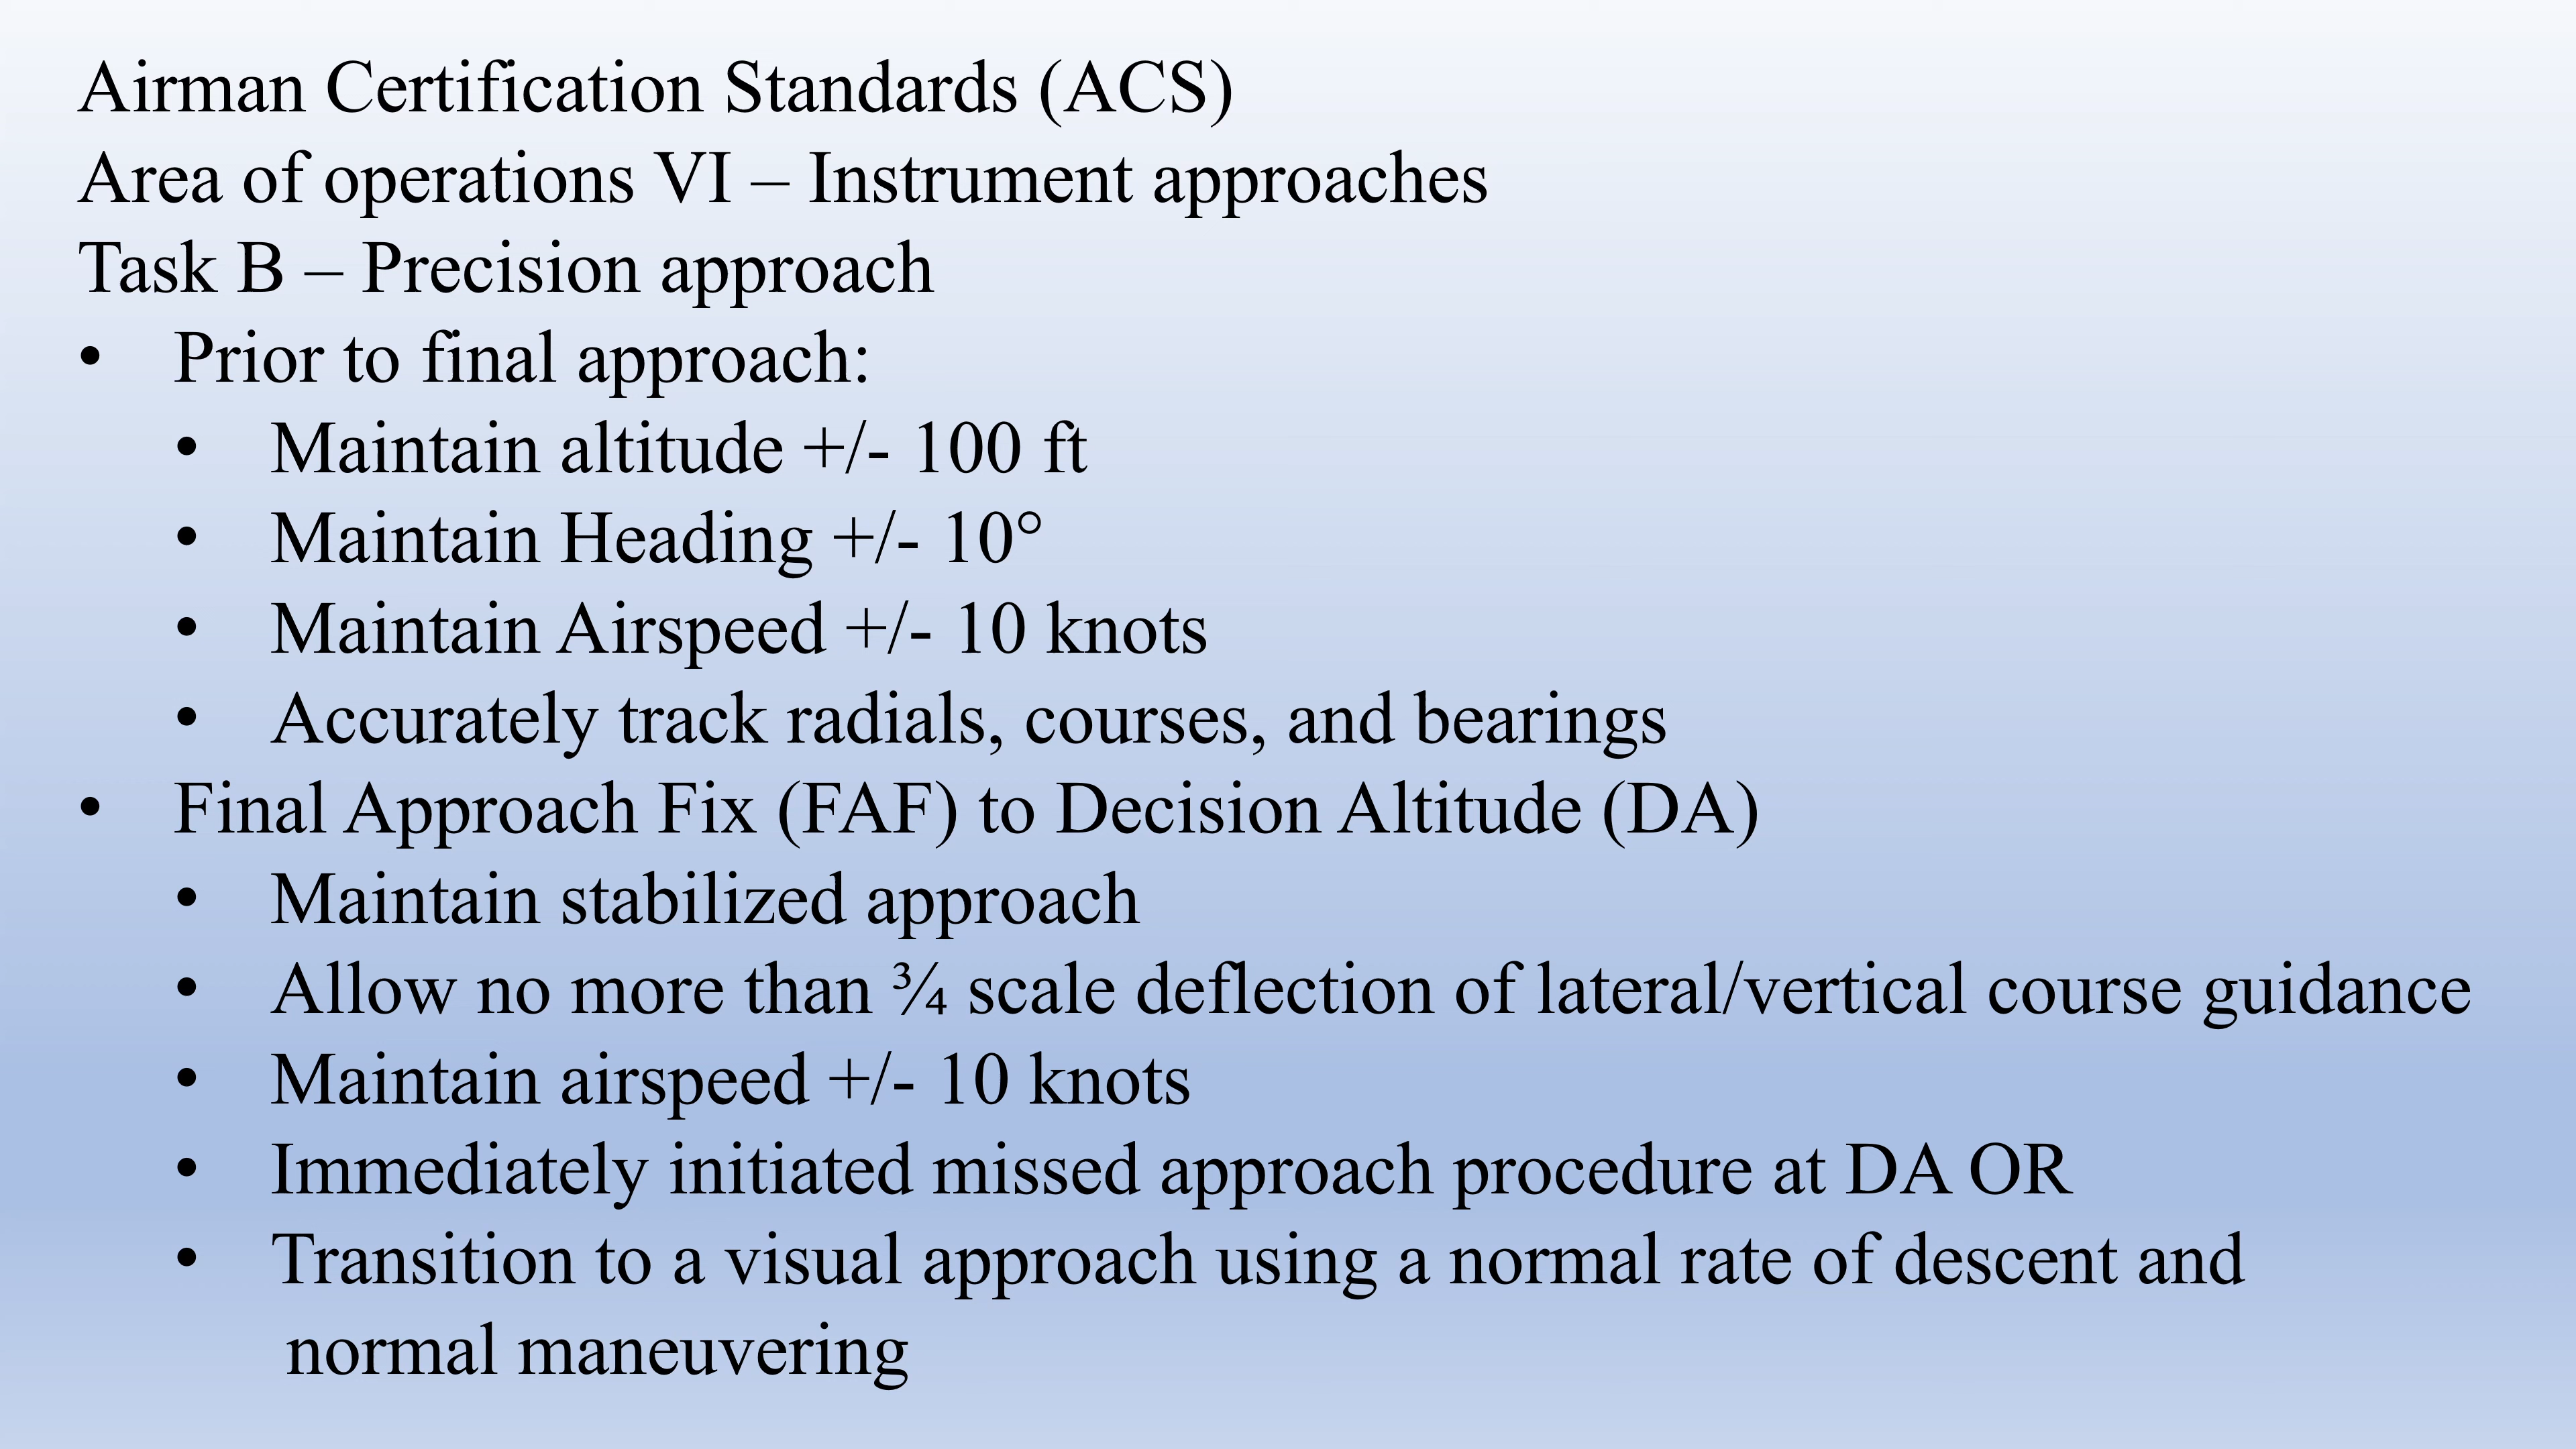 Airman Certification Standards (ACS)
Area of operations VI – Instrument approaches
Task B – Precision approach
• Prior to final approach:
• Maintain altitude +/- 100 ft
• Maintain Heading +/- 10°
• Maintain Airspeed +/- 10 knots
• Accurately track radials, courses, and bearings
• Final Approach Fix (FAF) to Decision Altitude (DA)
• Maintain stabilized approach
• Allow no more than ¾ scale deflection of lateral/vertical course guidance
• Maintain airspeed +/- 10 knots
• Immediately initiated missed approach procedure at DA OR
• Transition to a visual approach using a normal rate of descent and
normal maneuvering